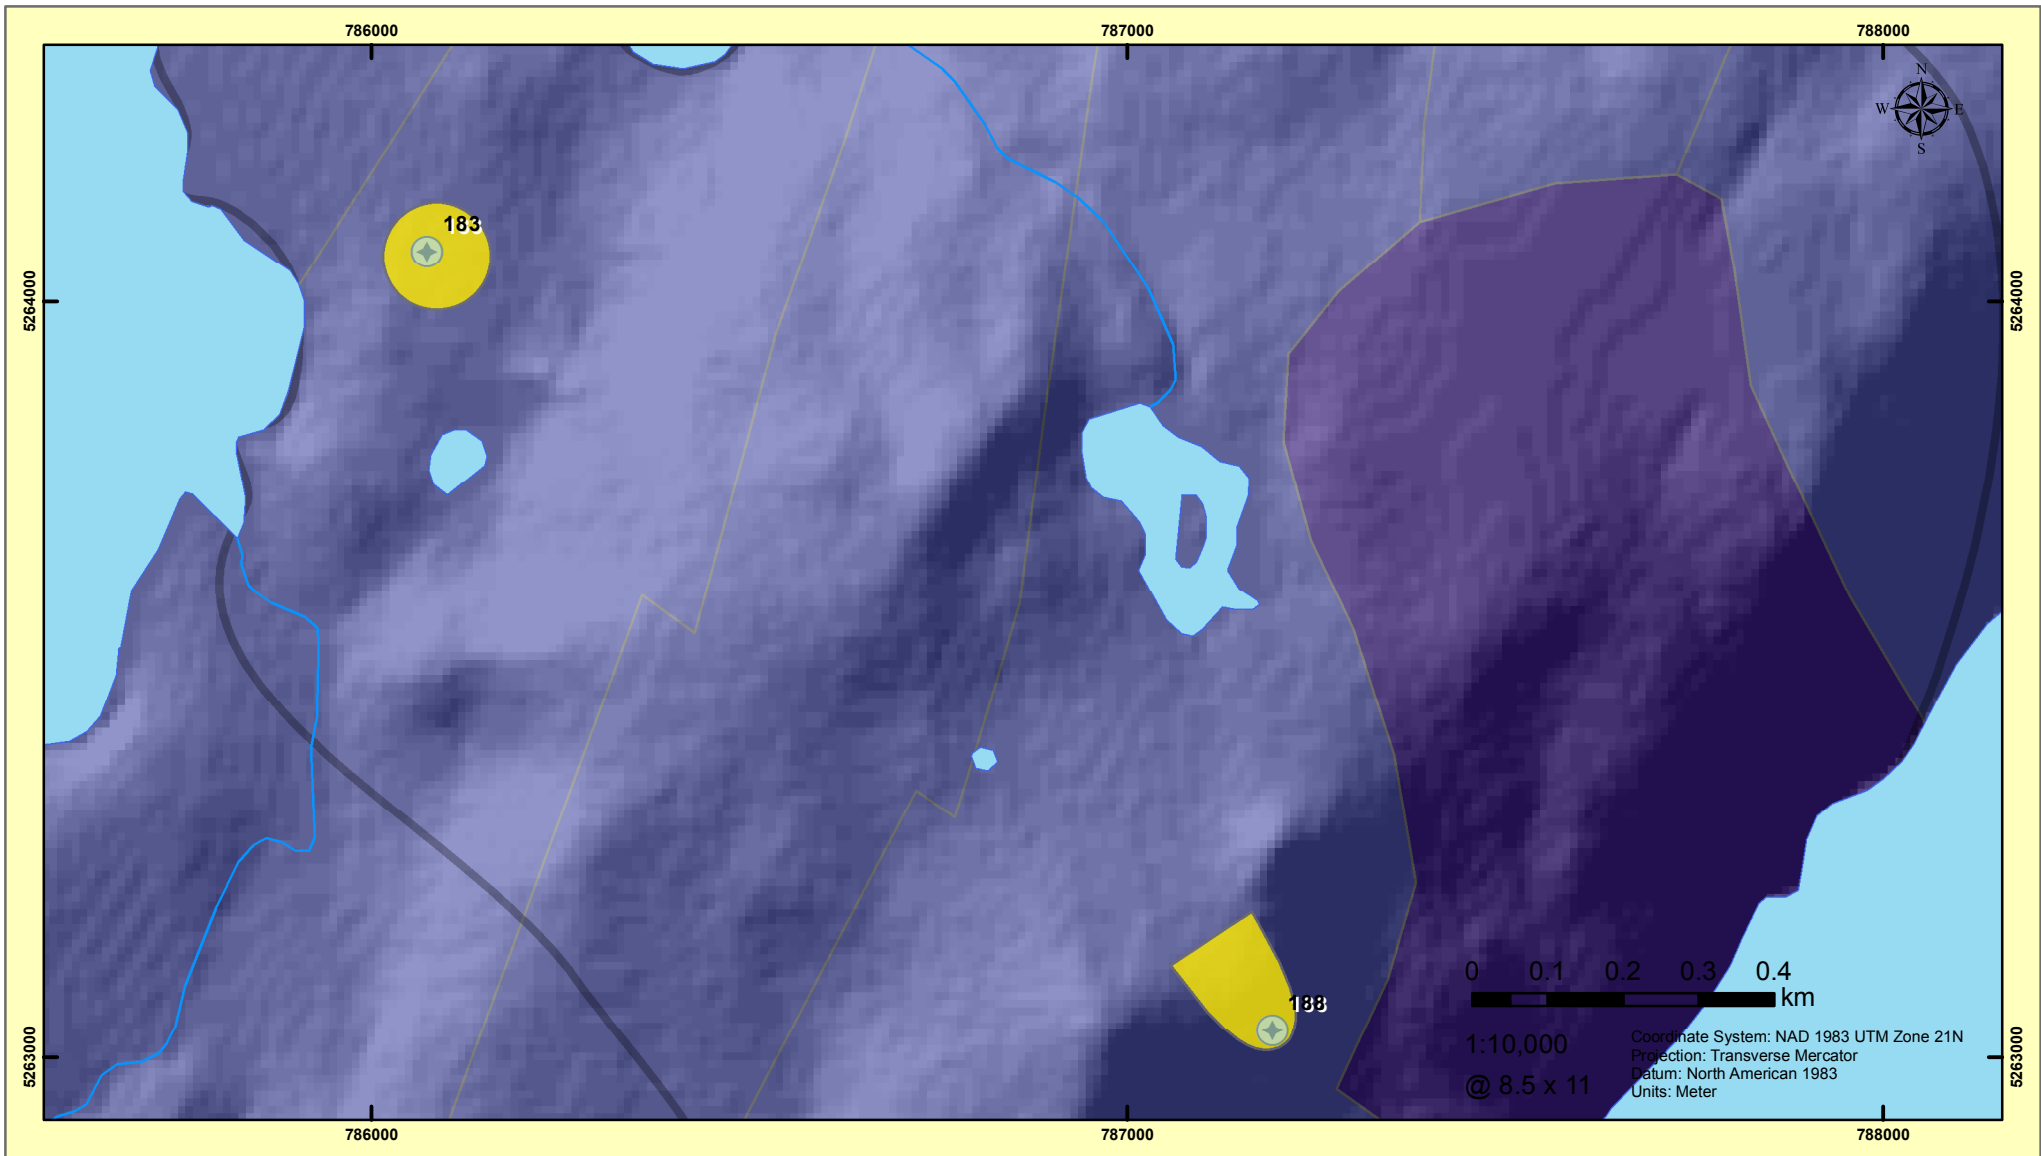 786000 787000 788000
N
W E
S
183
5264000 5264000
188
0 0.1 0.2 0.3 0.4
km
1:10,000
@ 8.5 x 11
Coordinate System: NAD 1983 UTM Zone 21N
Projection: Transverse Mercator
Datum: North American 1983
Units: Meter
5263000 5263000
786000 787000 788000